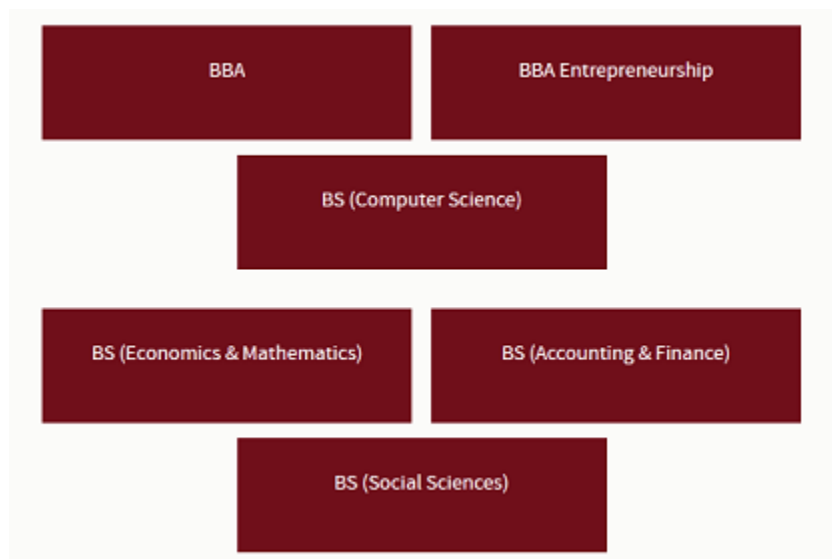 BBA
BBA Entrepreneurship
BS (Computer Science)
BS (Economics & Mathematics)
BS (Accounting & Finance)
BS (Social Sciences)